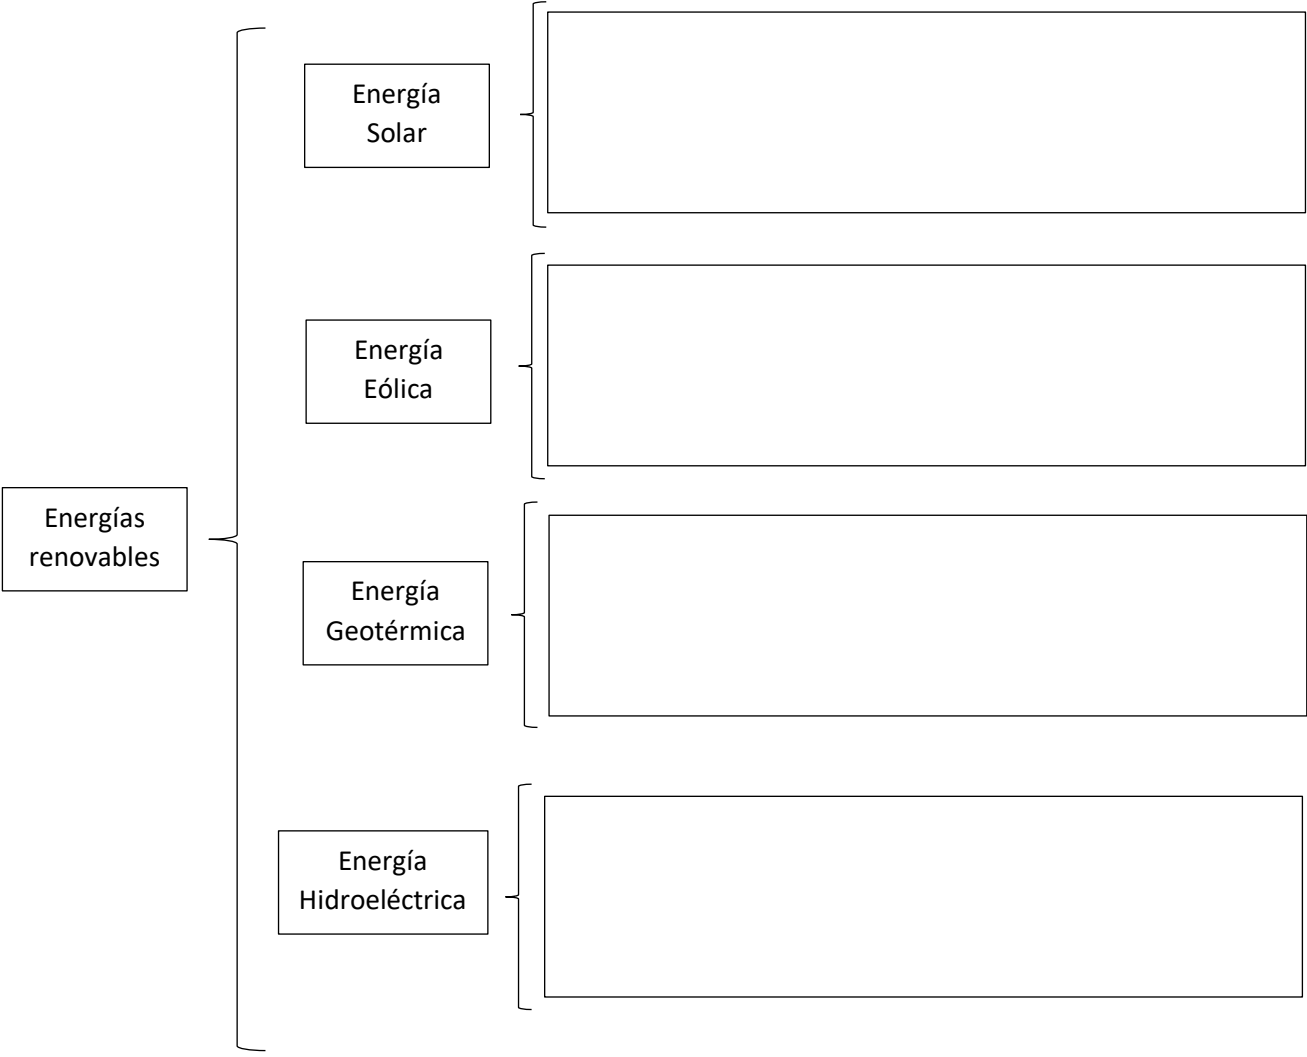 Energías
renovables
Energía
Solar
Energía
Eólica
Energía
Geotérmica
Energía
Hidroeléctrica